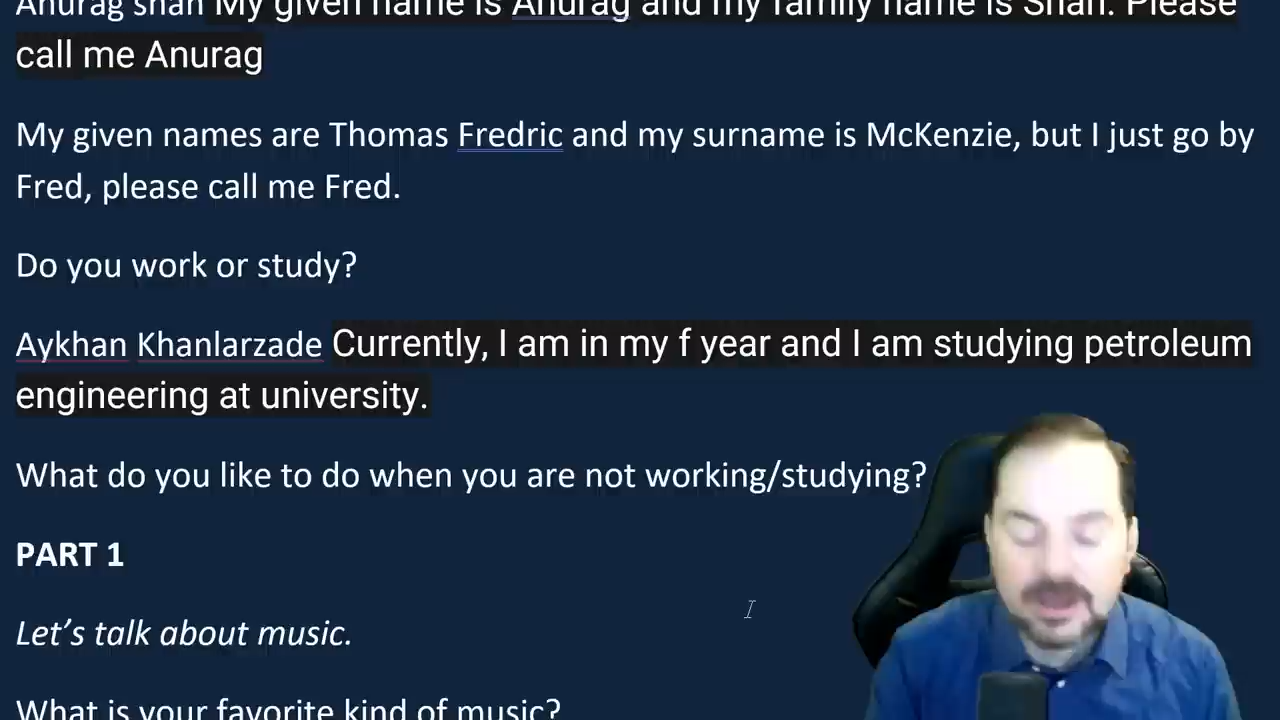 Anurag shah My given name is Anurag and my family name is Shah. Please
call me Anurag
My given names are Thomas Fredric and my surname is McKenzie, but I just go by
Fred, please call me Fred.
Do you work or study?
Aykhan Khanlarzade Currently, I am in my f year and I am studying petroleum
engineering at university.
What do you like to do when you are not working/studying?
PART 1
Let’s talk about music.
What is your favorite kind of music?